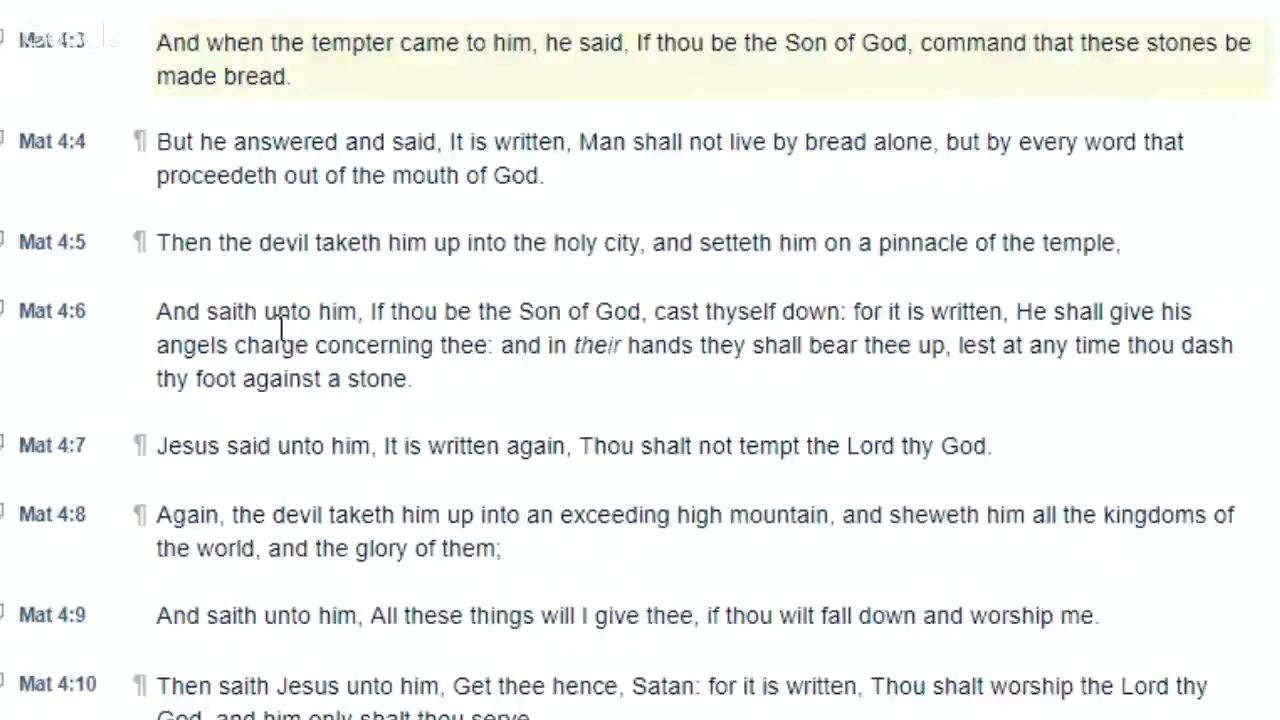 Mat 4:3 And when the tempter came to him, he said, If thou be the Son of God, command that these stones be
made bread.
Mat 4:4 ¶ But he answered and said, It is written, Man shall not live by bread alone, but by every word that
proceedeth out of the mouth of God.
Mat 4:5 ¶ Then the devil taketh him up into the holy city, and setteth him on a pinnacle of the temple,
Mat 4:6 And saith unto him, If thou be the Son of God, cast thyself down: for it is written, He shall give his
angels charge concerning thee: and in their hands they shall bear thee up, lest at any time thou dash
thy foot against a stone.
Mat 4:7 ¶ Jesus said unto him, It is written again, Thou shalt not tempt the Lord thy God.
Mat 4:8 ¶ Again, the devil taketh him up into an exceeding high mountain, and sheweth him all the kingdoms of
the world, and the glory of them;
Mat 4:9 And saith unto him, All these things will I give thee, if thou wilt fall down and worship me.
Mat 4:10 ¶ Then saith Jesus unto him, Get thee hence, Satan: for it is written, Thou shalt worship the Lord thy
God, and him only shalt thou serve.